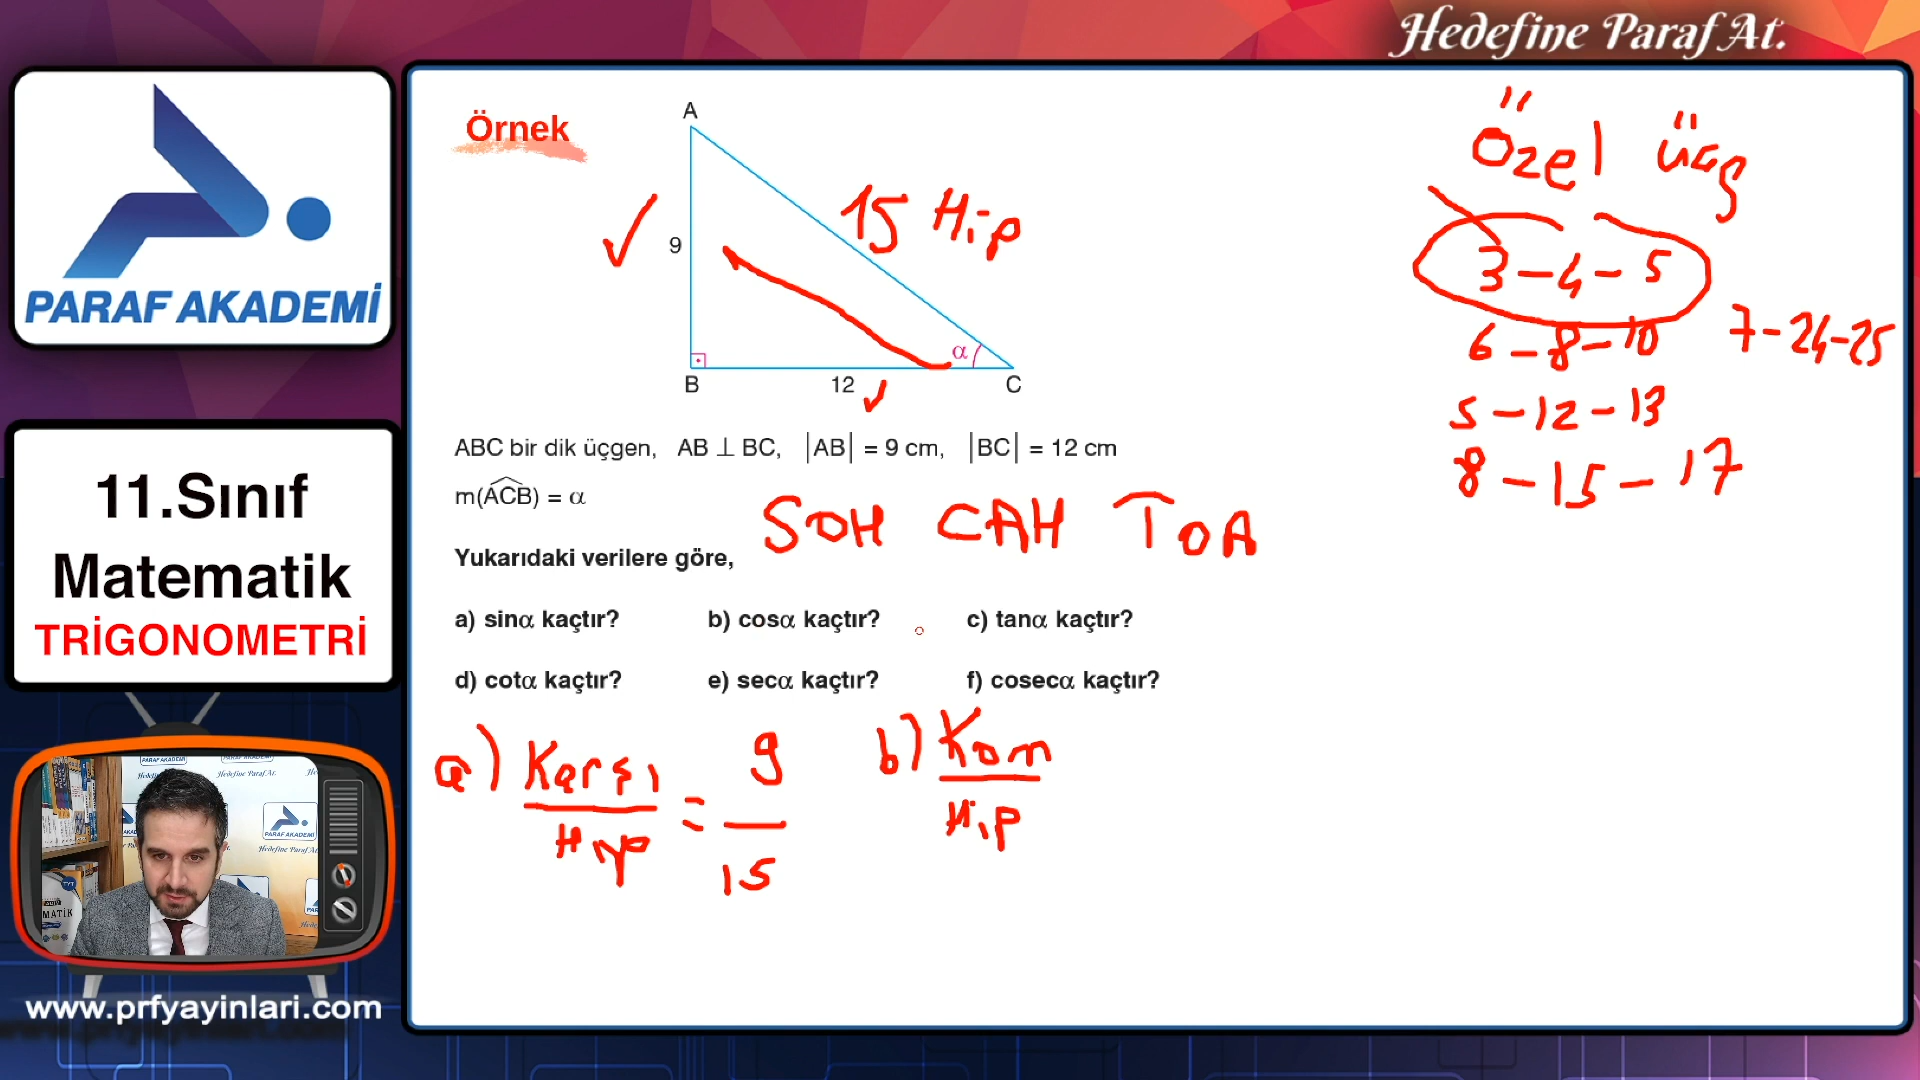 Hedefine Paraf At.
PARAF AKADEMİ
11.Sınıf
Matematik
TRİGONOMETRİ
www.prfyayinlari.com
Örnek
A
9
15 Hip
α
B
12
C
ABC bir dik üçgen, AB ⊥ BC, |AB| = 9 cm, |BC| = 12 cm
m(ACB) = α
SOH CAH TOA
Yukarıdaki verilere göre,
a) sinα kaçtır? b) cosα kaçtır? c) tanα kaçtır?
d) cotα kaçtır? e) secα kaçtır? f) cosecα kaçtır?
a) Karşı / Hip = 9 / 15
b) Kom / Hip
Özel üçg
3 - 4 - 5
6 - 8 - 10
7 - 24 - 25
5 - 12 - 13
8 - 15 - 17